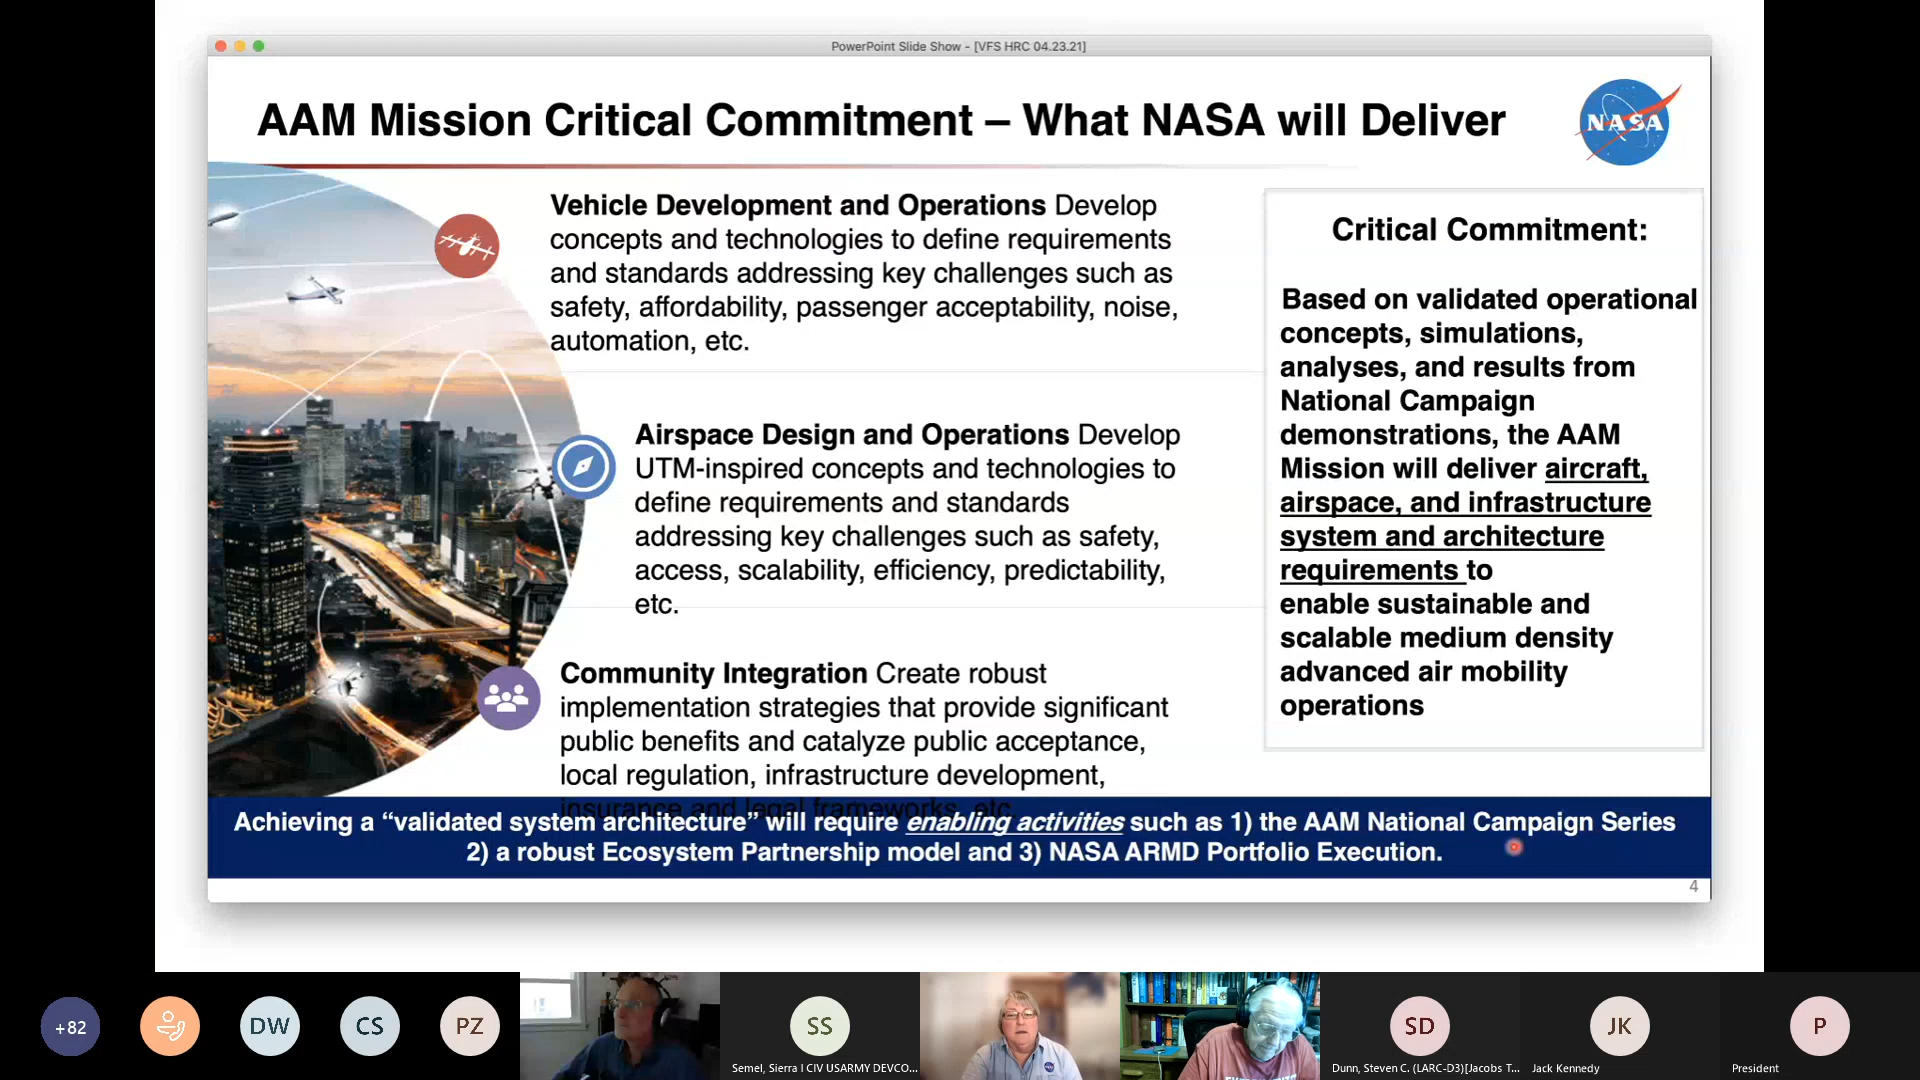 PowerPoint Slide Show - [VFS HRC 04.23.21]
AAM Mission Critical Commitment – What NASA will Deliver
NASA
Vehicle Development and Operations Develop
concepts and technologies to define requirements
and standards addressing key challenges such as
safety, affordability, passenger acceptability, noise,
automation, etc.
Airspace Design and Operations Develop
UTM-inspired concepts and technologies to
define requirements and standards
addressing key challenges such as safety,
access, scalability, efficiency, predictability,
etc.
Community Integration Create robust
implementation strategies that provide significant
public benefits and catalyze public acceptance,
local regulation, infrastructure development,
insurance and legal frameworks, etc.
Critical Commitment:
Based on validated operational
concepts, simulations,
analyses, and results from
National Campaign
demonstrations, the AAM
Mission will deliver aircraft,
airspace, and infrastructure
system and architecture
requirements to
enable sustainable and
scalable medium density
advanced air mobility
operations
Achieving a “validated system architecture” will require enabling activities such as 1) the AAM National Campaign Series
2) a robust Ecosystem Partnership model and 3) NASA ARMD Portfolio Execution.
4
+82
DW
CS
PZ
SS
Semel, Sierra I CIV USARMY DEVCO...
SD
Dunn, Steven C. (LARC-D3)[Jacobs T...
JK
Jack Kennedy
P
President